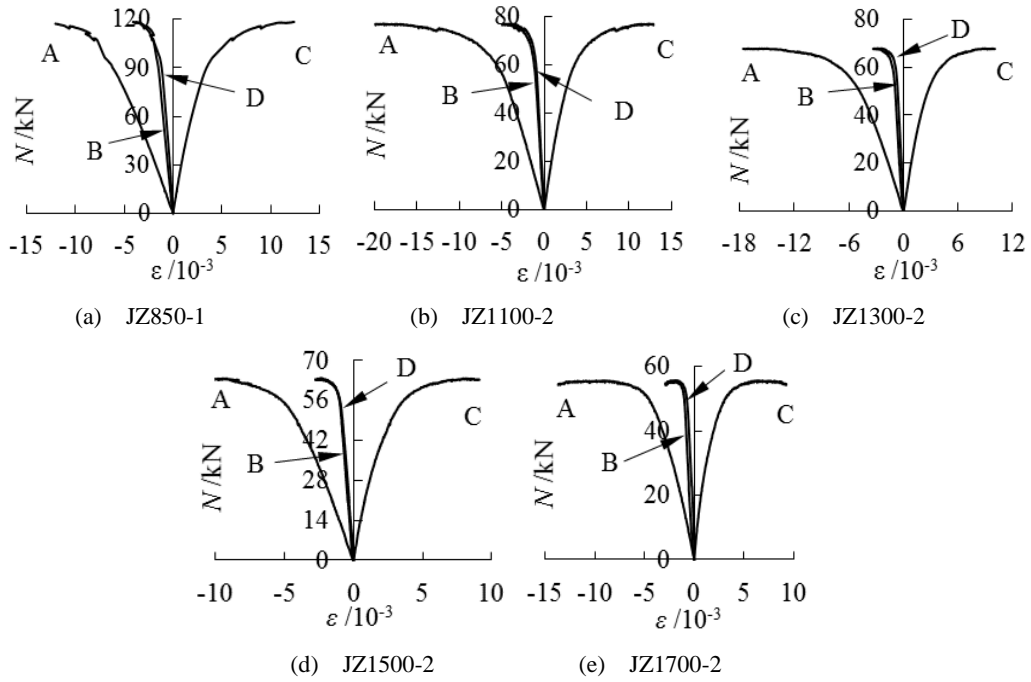 120
90
60
30
0
N /kN
A
B
C
D
-15 -10 -5 0 5 10 15
ε /10⁻³
(a) JZ850-1
80
60
40
20
0
N /kN
A
B
C
D
-20 -15 -10 -5 0 5 10 15
ε /10⁻³
(b) JZ1100-2
80
60
40
20
0
N /kN
A
B
C
D
-18 -12 -6 0 6 12
ε /10⁻³
(c) JZ1300-2
70
56
42
28
14
0
N /kN
A
B
C
D
-10 -5 0 5 10
ε /10⁻³
(d) JZ1500-2
60
40
20
0
N /kN
A
B
C
D
-15 -10 -5 0 5 10
ε /10⁻³
(e) JZ1700-2